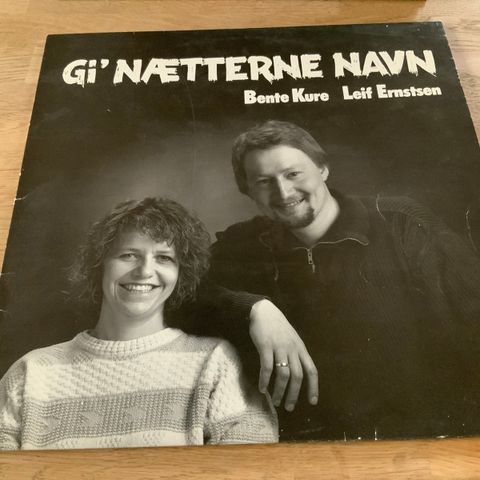 Gi' NÆTTERNE NAVN
Bente Kure Leif Ernstsen